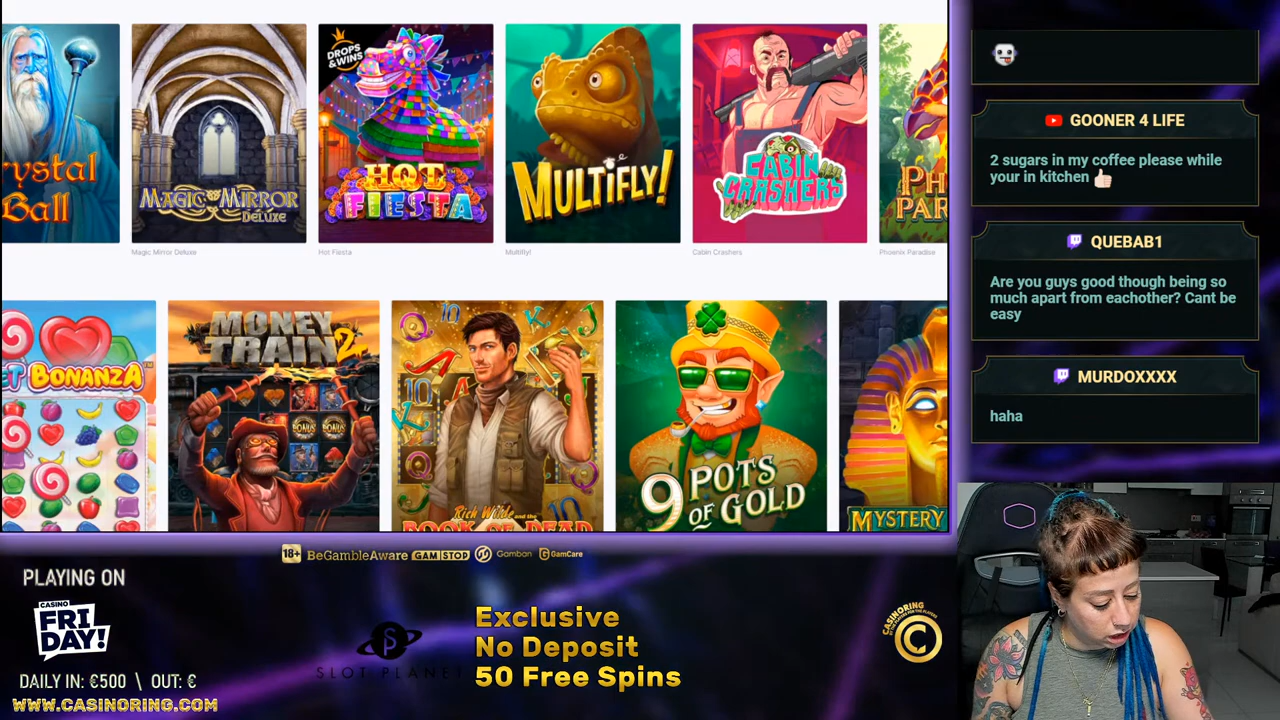 rystal
Ball
MAGIC MIRROR
DELUXE
DROPS
& WINS
HOT
FIESTA
MULTIFLY!
CABIN
CRASHERS
PH
PAR
Magic Mirror Deluxe
Hot Fiesta
Multifly!
Cabin Crashers
Phoenix Paradise
T BONANZA
MONEY
TRAIN 2
BONUS
BONUS
Rich Wilde and the
BOOK OF DEAD
9 POTS
OF GOLD
MYSTERY
GOONER 4 LIFE
2 sugars in my coffee please while
your in kitchen 👍🏻
QUEBAB1
Are you guys good though being so
much apart from eachother? Cant be
easy
MURDOXXXX
haha
18+ BeGambleAware GAMSTOP Gamban GamCare
PLAYING ON
CASINO
FRI
DAY!
DAILY IN: €500 \ OUT: €
WWW.CASINORING.COM
SLOT PLANET
Exclusive
No Deposit
50 Free Spins
CASINORING